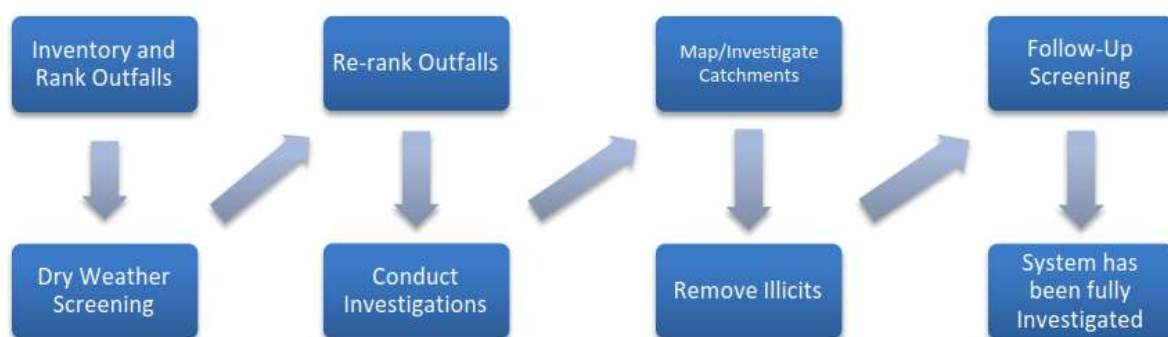 Inventory and
Rank Outfalls
Dry Weather
Screening
Re-rank Outfalls
Conduct
Investigations
Map/Investigate
Catchments
Remove Illicits
Follow-Up
Screening
System has
been fully
Investigated